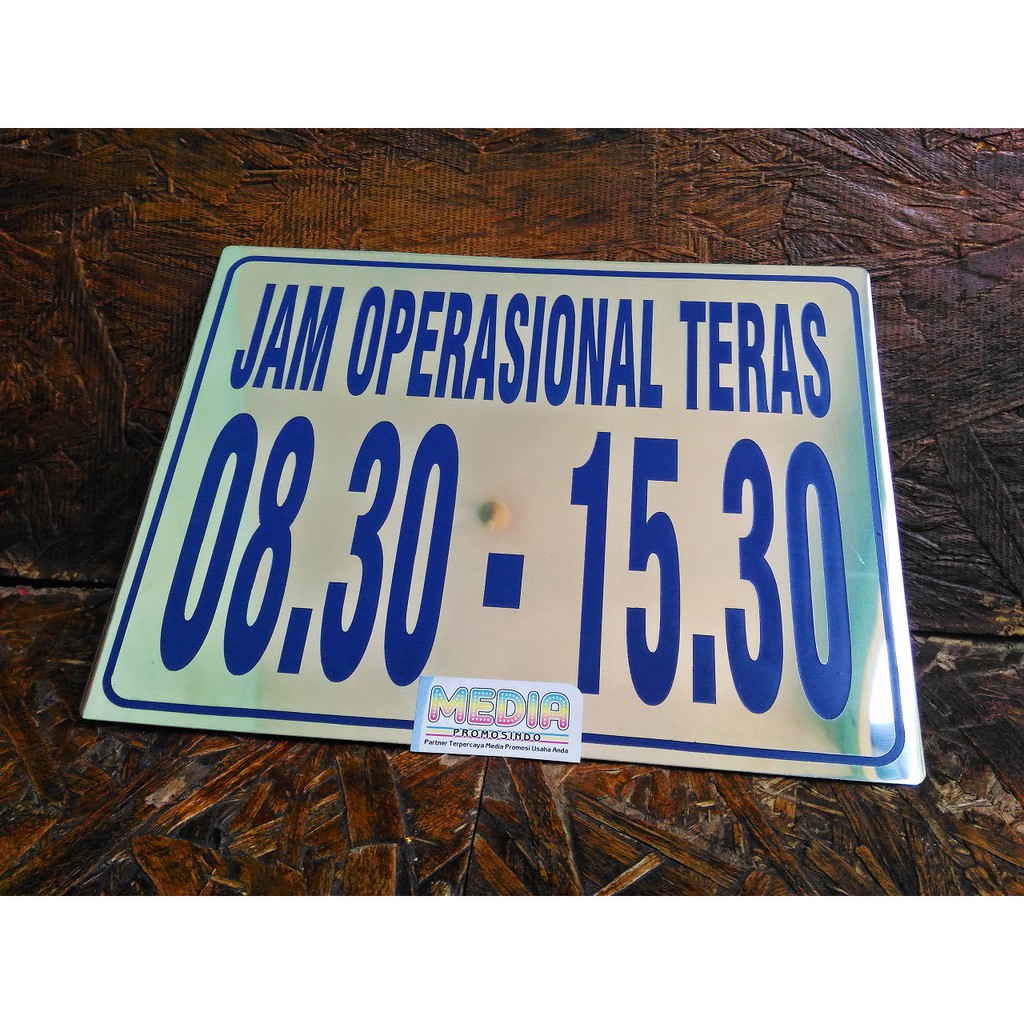 JAM OPERASIONAL TERAS
08.30 - 15.30
MEDIA
PROMOSINDO
Partner Terpercaya Media Promosi Usaha Anda